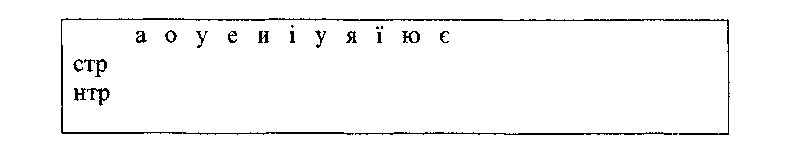 а о у е и і у я ї ю є
стр
нтр